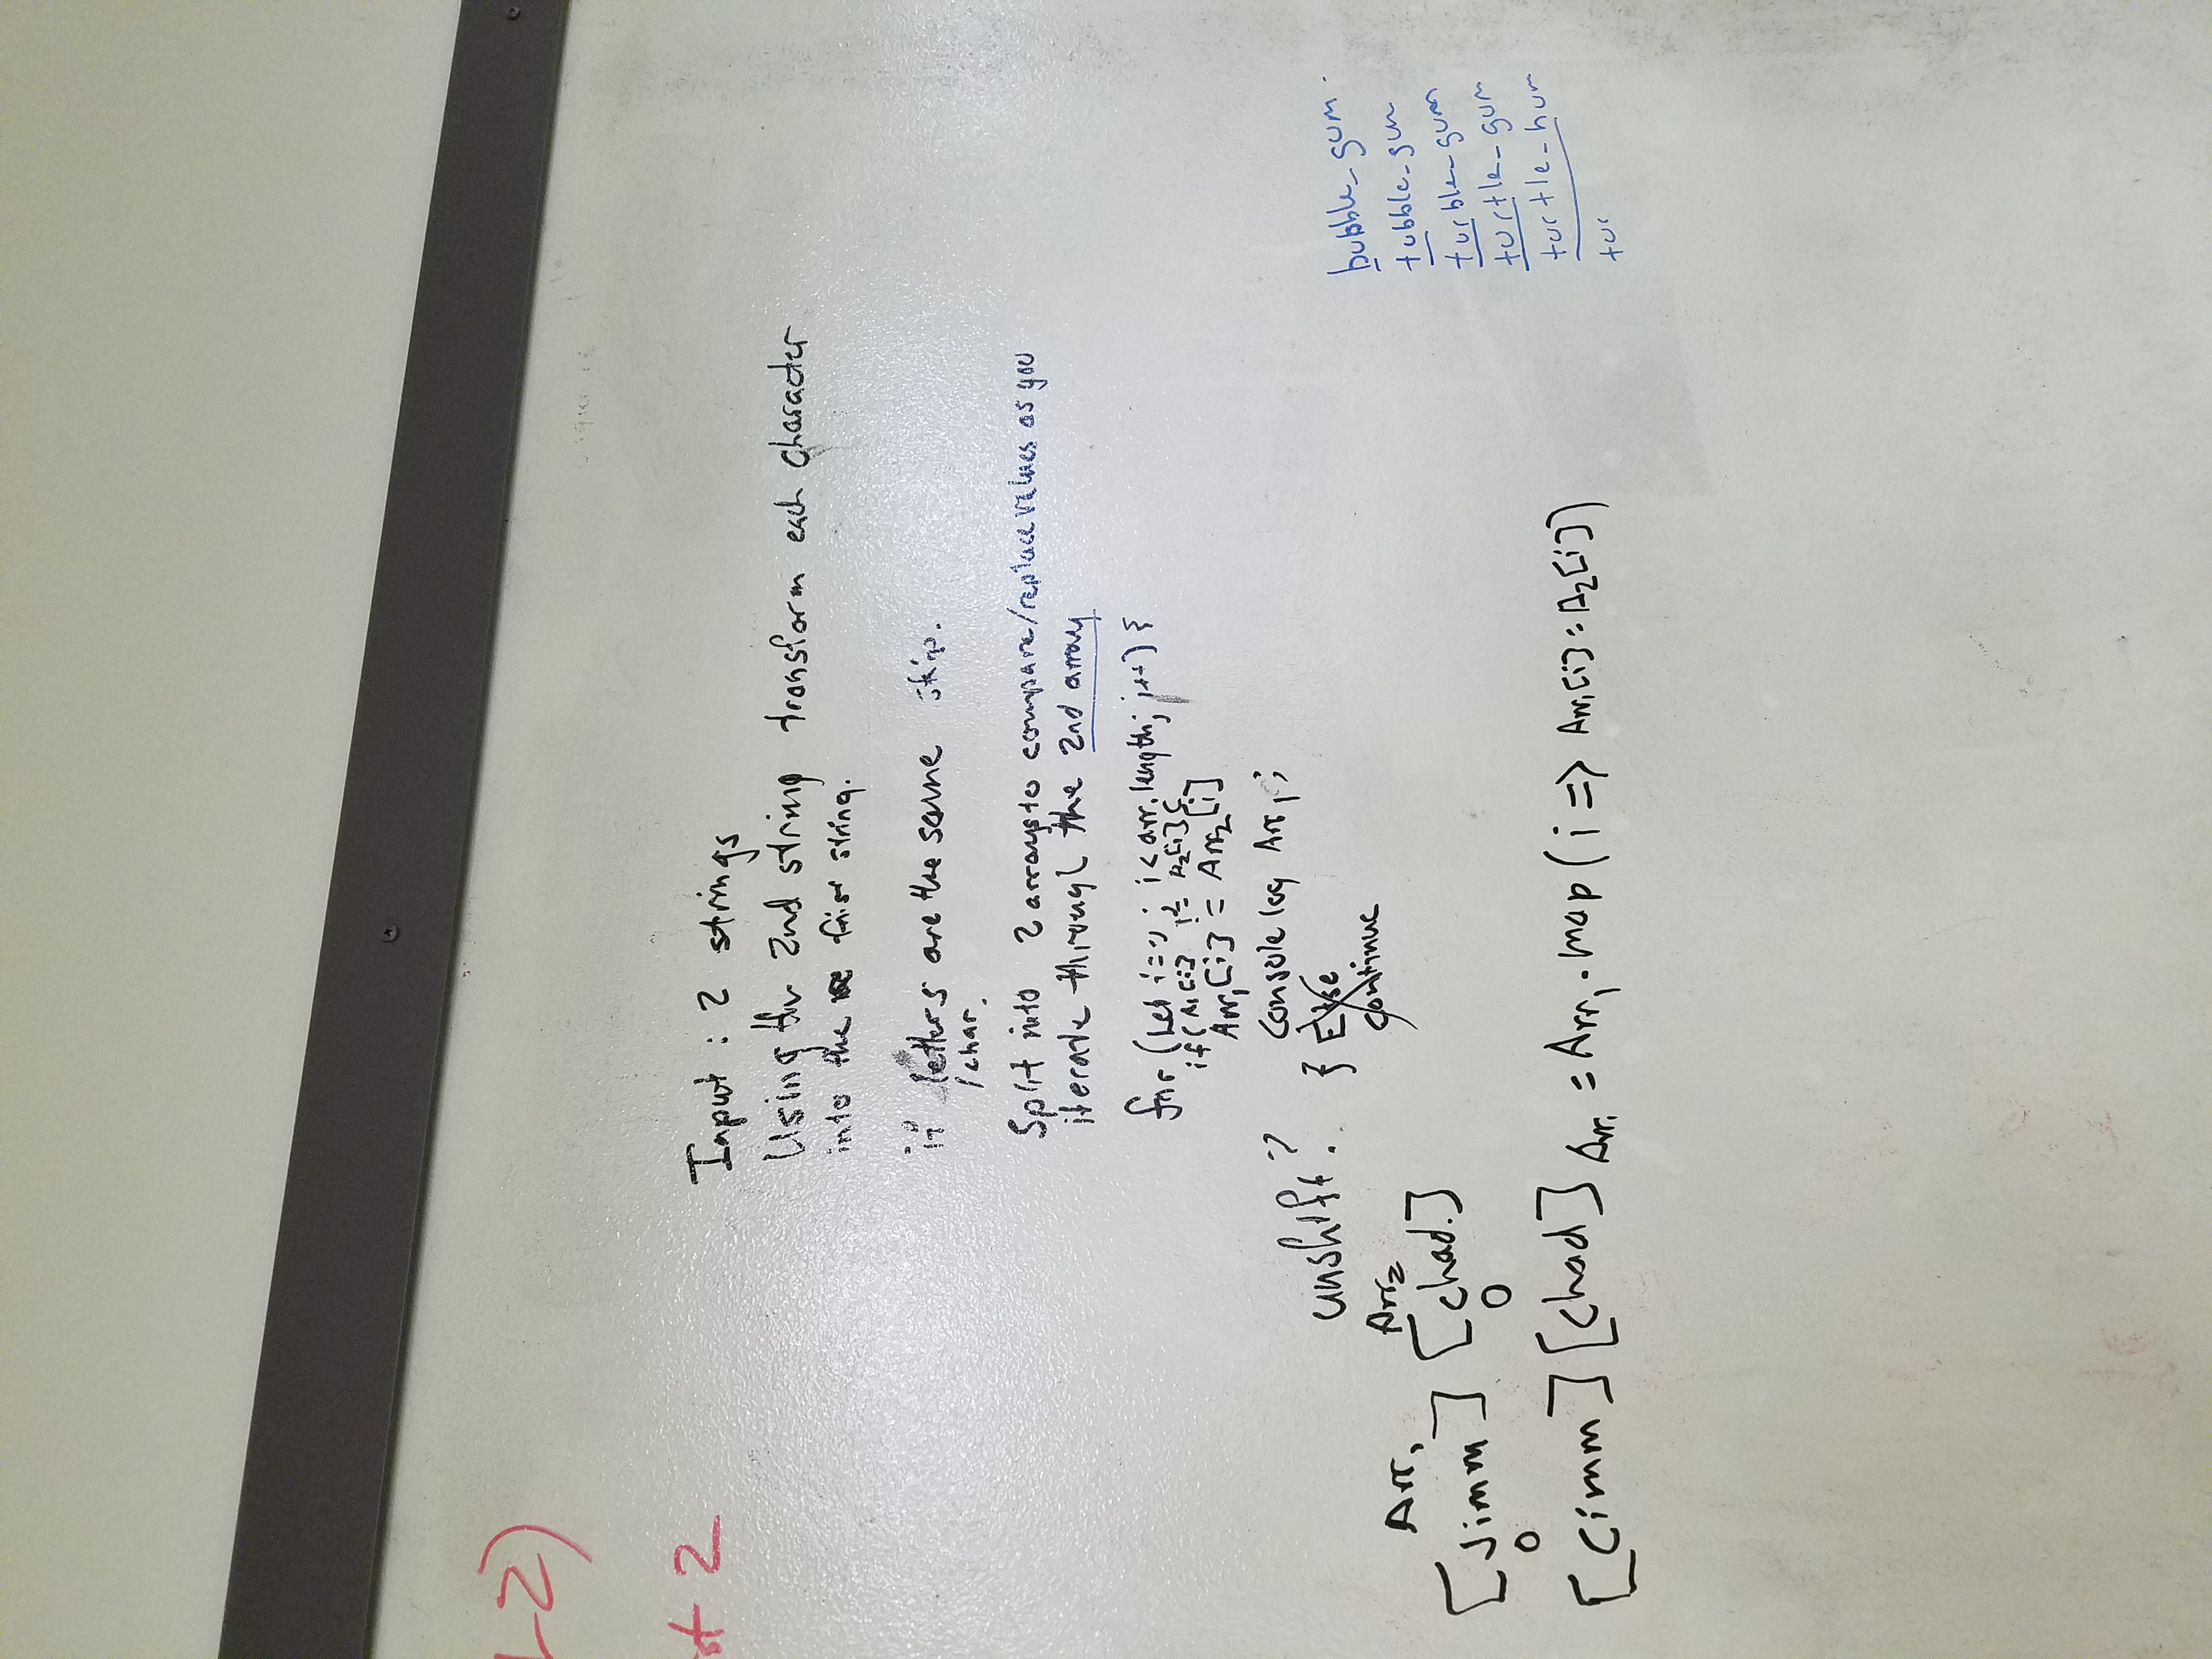 2)
2
Input : 2 strings
Using the 2nd string transform each character
into the first string.
if letters are the same skip.
/char.
Split into 2 arrays to compare/replace values as you
iterate through the 2nd array
for (Let i= ; i < arr.length; i++) {
if (A1[i] != A2[i]) {
Arr1[i] = Arr2[i]
console log Arr1;
} Else
continue
unshift?
Arr1 Arr2
[Jimm] [chad.]
0 0
[cimm] [chad] Arr1 = Arr1.map(i => Arr1[i] = A2[i])
bubble_gum
tubble_gum
turble_gum
turtle_gum
turtle_hum
tur